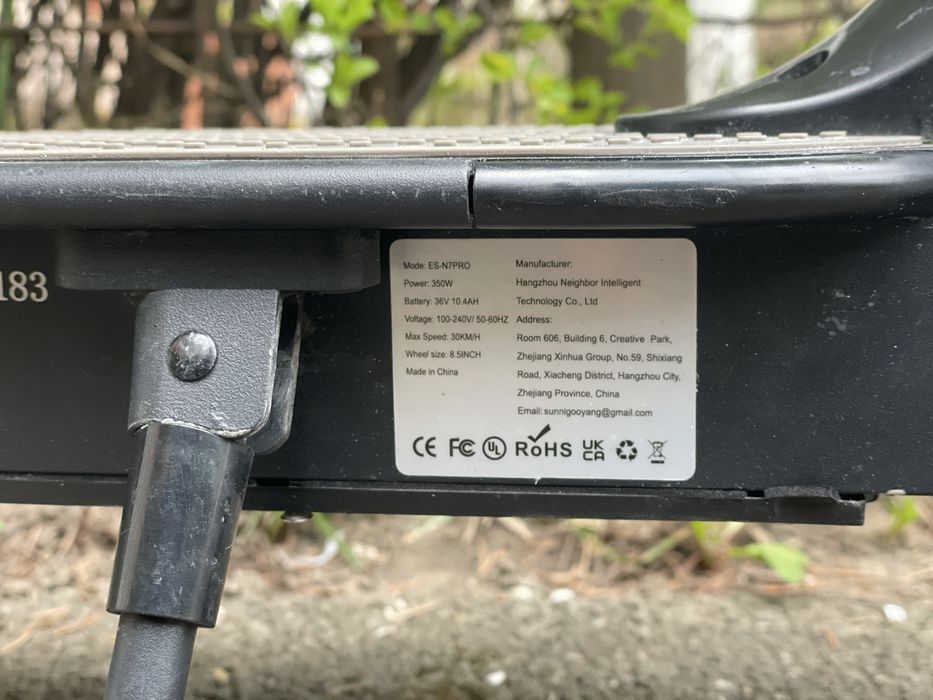 183
Mode: ES-N7PRO
Power: 350W
Battery: 36V 10.4AH
Voltage: 100-240V/ 50-60HZ
Max Speed: 30KM/H
Wheel size: 8.5INCH
Made in China
Manufacturer:
Hangzhou Neighbor Intelligent
Technology Co., Ltd
Address:
Room 606, Building 6, Creative Park,
Zhejiang Xinhua Group, No.59, Shixiang
Road, Xiacheng District, Hangzhou City,
Zhejiang Province, China
Email: sunnigooyang@gmail.com
CE FC UL RoHS UK CA